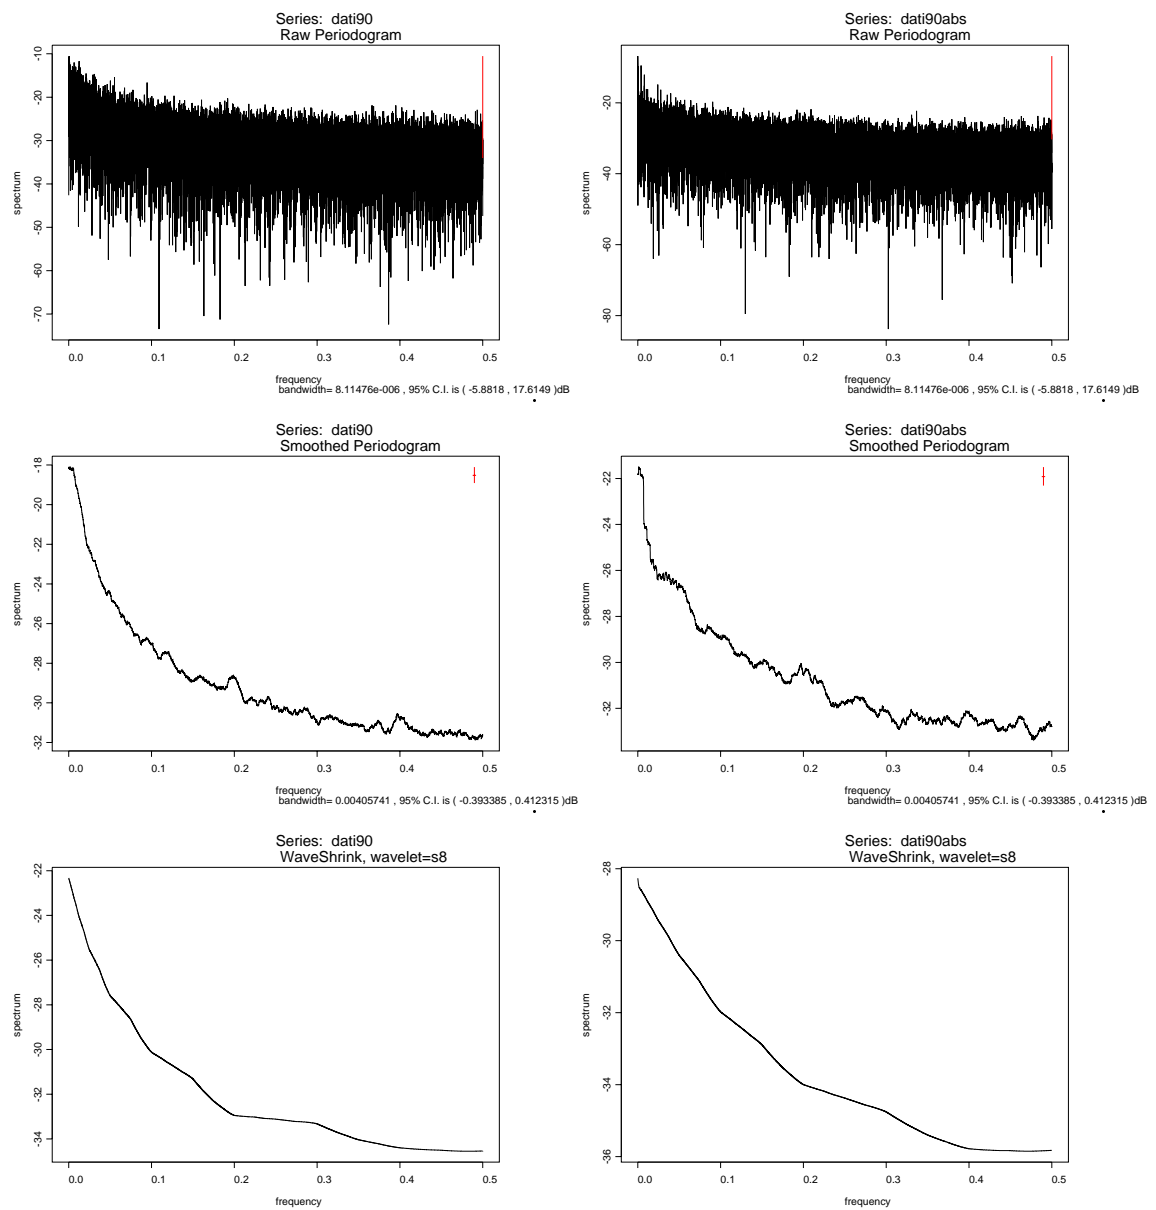 Series: dati90
Raw Periodogram
spectrum
-10
-20
-30
-40
-50
-60
-70
0.0 0.1 0.2 0.3 0.4 0.5
frequency
bandwidth= 8.11476e-006 , 95% C.I. is ( -5.8818 , 17.6149 )dB
Series: dati90abs
Raw Periodogram
spectrum
-20
-40
-60
-80
0.0 0.1 0.2 0.3 0.4 0.5
frequency
bandwidth= 8.11476e-006 , 95% C.I. is ( -5.8818 , 17.6149 )dB
Series: dati90
Smoothed Periodogram
spectrum
-18
-20
-22
-24
-26
-28
-30
-32
0.0 0.1 0.2 0.3 0.4 0.5
frequency
bandwidth= 0.00405741 , 95% C.I. is ( -0.393385 , 0.412315 )dB
Series: dati90abs
Smoothed Periodogram
spectrum
-22
-24
-26
-28
-30
-32
0.0 0.1 0.2 0.3 0.4 0.5
frequency
bandwidth= 0.00405741 , 95% C.I. is ( -0.393385 , 0.412315 )dB
Series: dati90
WaveShrink, wavelet=s8
spectrum
-22
-24
-26
-28
-30
-32
-34
0.0 0.1 0.2 0.3 0.4 0.5
frequency
Series: dati90abs
WaveShrink, wavelet=s8
spectrum
-28
-30
-32
-34
-36
0.0 0.1 0.2 0.3 0.4 0.5
frequency